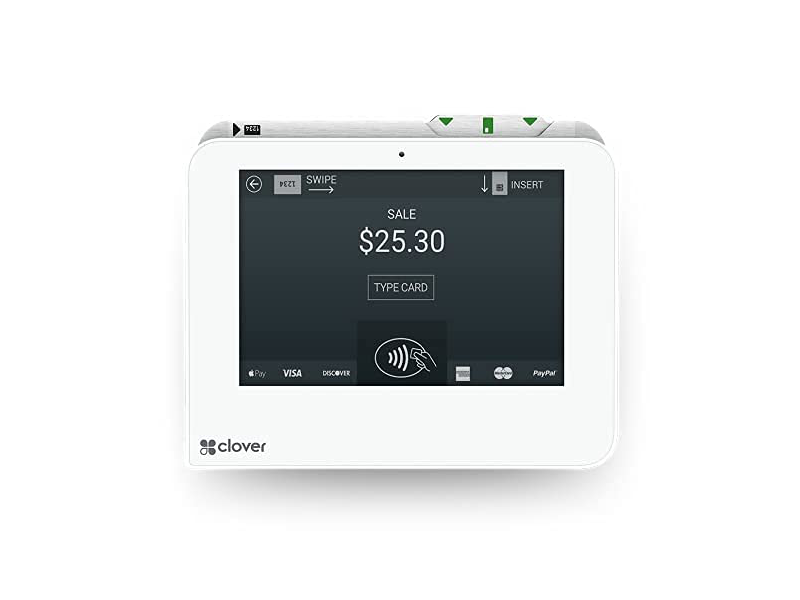 1234
1234
SWIPE
INSERT
SALE
$25.30
TYPE CARD
Pay
VISA
DISCOVER
PayPal
clover